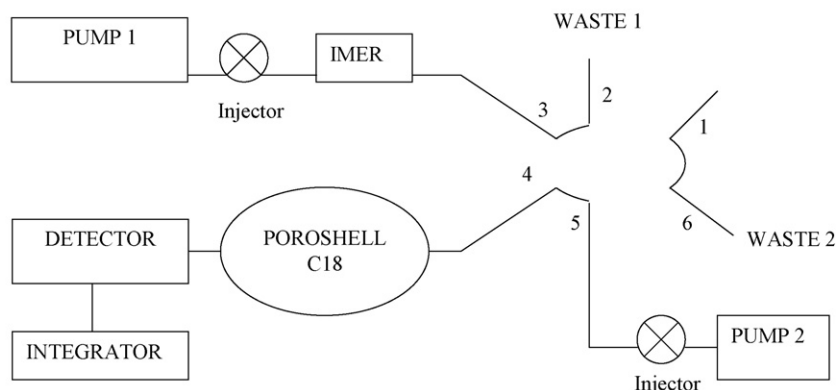 WASTE 1
PUMP 1
IMER
Injector
2
3
1
4
5
6
DETECTOR
POROSHELL
C18
WASTE 2
INTEGRATOR
PUMP 2
Injector